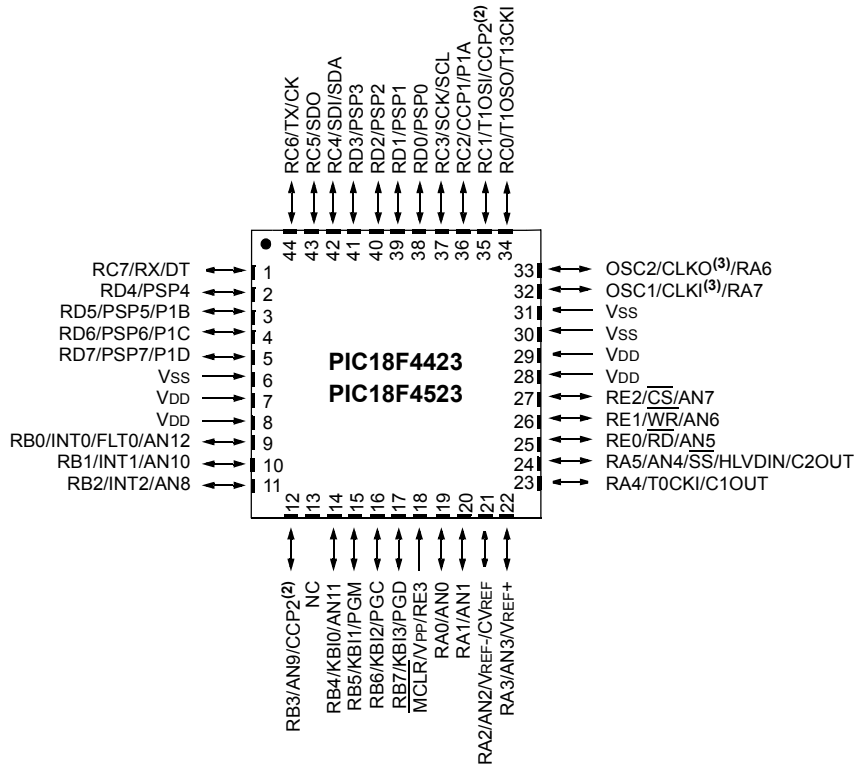 RC6/TX/CK
RC5/SDO
RC4/SDI/SDA
RD3/PSP3
RD2/PSP2
RD1/PSP1
RD0/PSP0
RC3/SCK/SCL
RC2/CCP1/P1A
RC1/T1OSI/CCP2(2)
RC0/T1OSO/T13CKI
44
43
42
41
40
39
38
37
36
35
34
RC7/RX/DT
RD4/PSP4
RD5/PSP5/P1B
RD6/PSP6/P1C
RD7/PSP7/P1D
VSS
VDD
VDD
RB0/INT0/FLT0/AN12
RB1/INT1/AN10
RB2/INT2/AN8
1
2
3
4
5
6
7
8
9
10
11
PIC18F4423
PIC18F4523
33
32
31
30
29
28
27
26
25
24
23
OSC2/CLKO(3)/RA6
OSC1/CLKI(3)/RA7
VSS
VSS
VDD
VDD
RE2/CS/AN7
RE1/WR/AN6
RE0/RD/AN5
RA5/AN4/SS/HLVDIN/C2OUT
RA4/T0CKI/C1OUT
12
13
14
15
16
17
18
19
20
21
22
RB3/AN9/CCP2(2)
NC
RB4/KBI0/AN11
RB5/KBI1/PGM
RB6/KBI2/PGC
RB7/KBI3/PGD
MCLR/VPP/RE3
RA0/AN0
RA1/AN1
RA2/AN2/VREF-/CVREF
RA3/AN3/VREF+